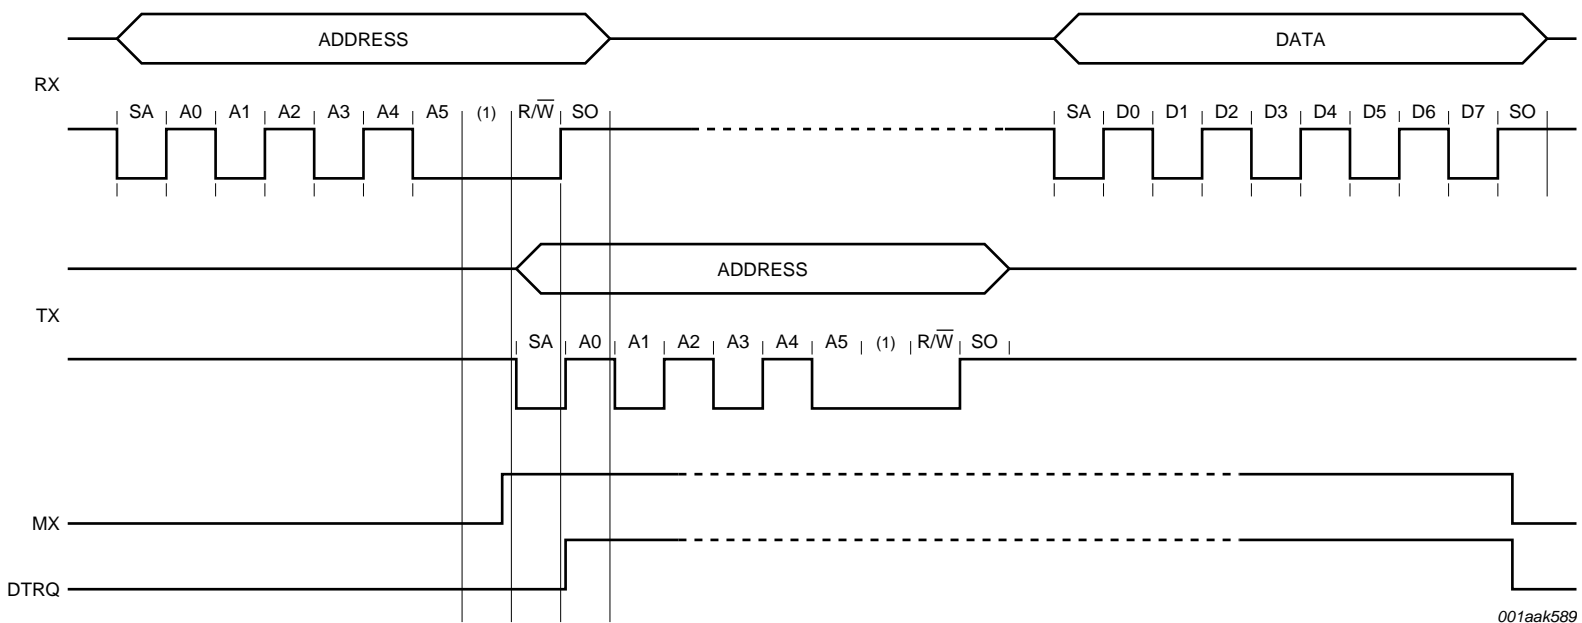 ADDRESS DATA
RX
SA A0 A1 A2 A3 A4 A5 (1) R/W̅ SO SA D0 D1 D2 D3 D4 D5 D6 D7 SO
ADDRESS
TX
SA A0 A1 A2 A3 A4 A5 (1) R/W̅ SO
MX
DTRQ
001aak589